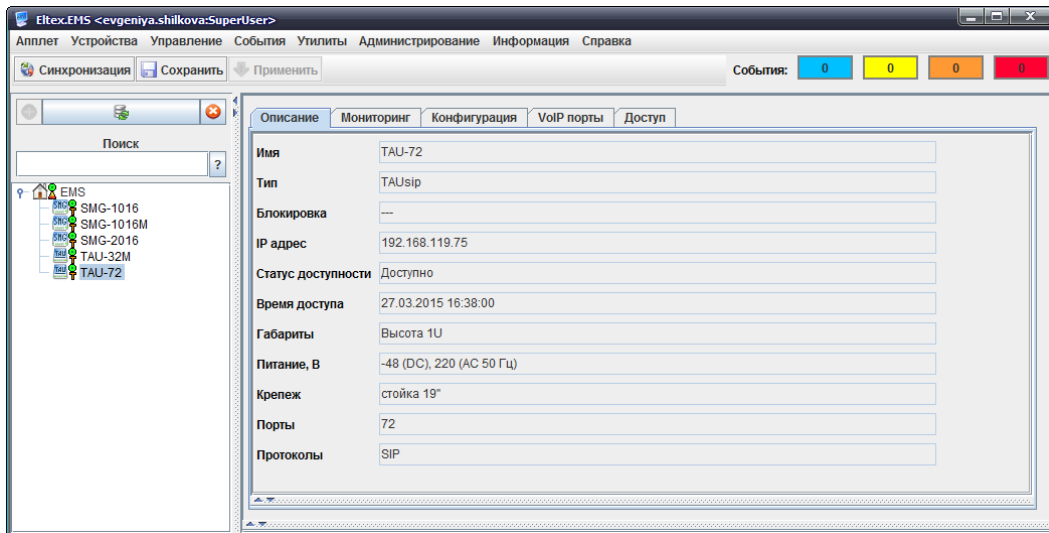 Eltex.EMS <evgeniya.shilkova:SuperUser>
Апплет Устройства Управление События Утилиты Администрирование Информация Справка
Синхронизация Сохранить Применить События: 0 0 0 0
Поиск
?
EMS
SMG-1016
SMG-1016M
SMG-2016
TAU-32M
TAU-72
Описание Мониторинг Конфигурация VoIP порты Доступ
Имя TAU-72
Тип TAUsip
Блокировка ---
IP адрес 192.168.119.75
Статус доступности Доступно
Время доступа 27.03.2015 16:38:00
Габариты Высота 1U
Питание, В -48 (DC), 220 (AC 50 Гц)
Крепеж стойка 19"
Порты 72
Протоколы SIP